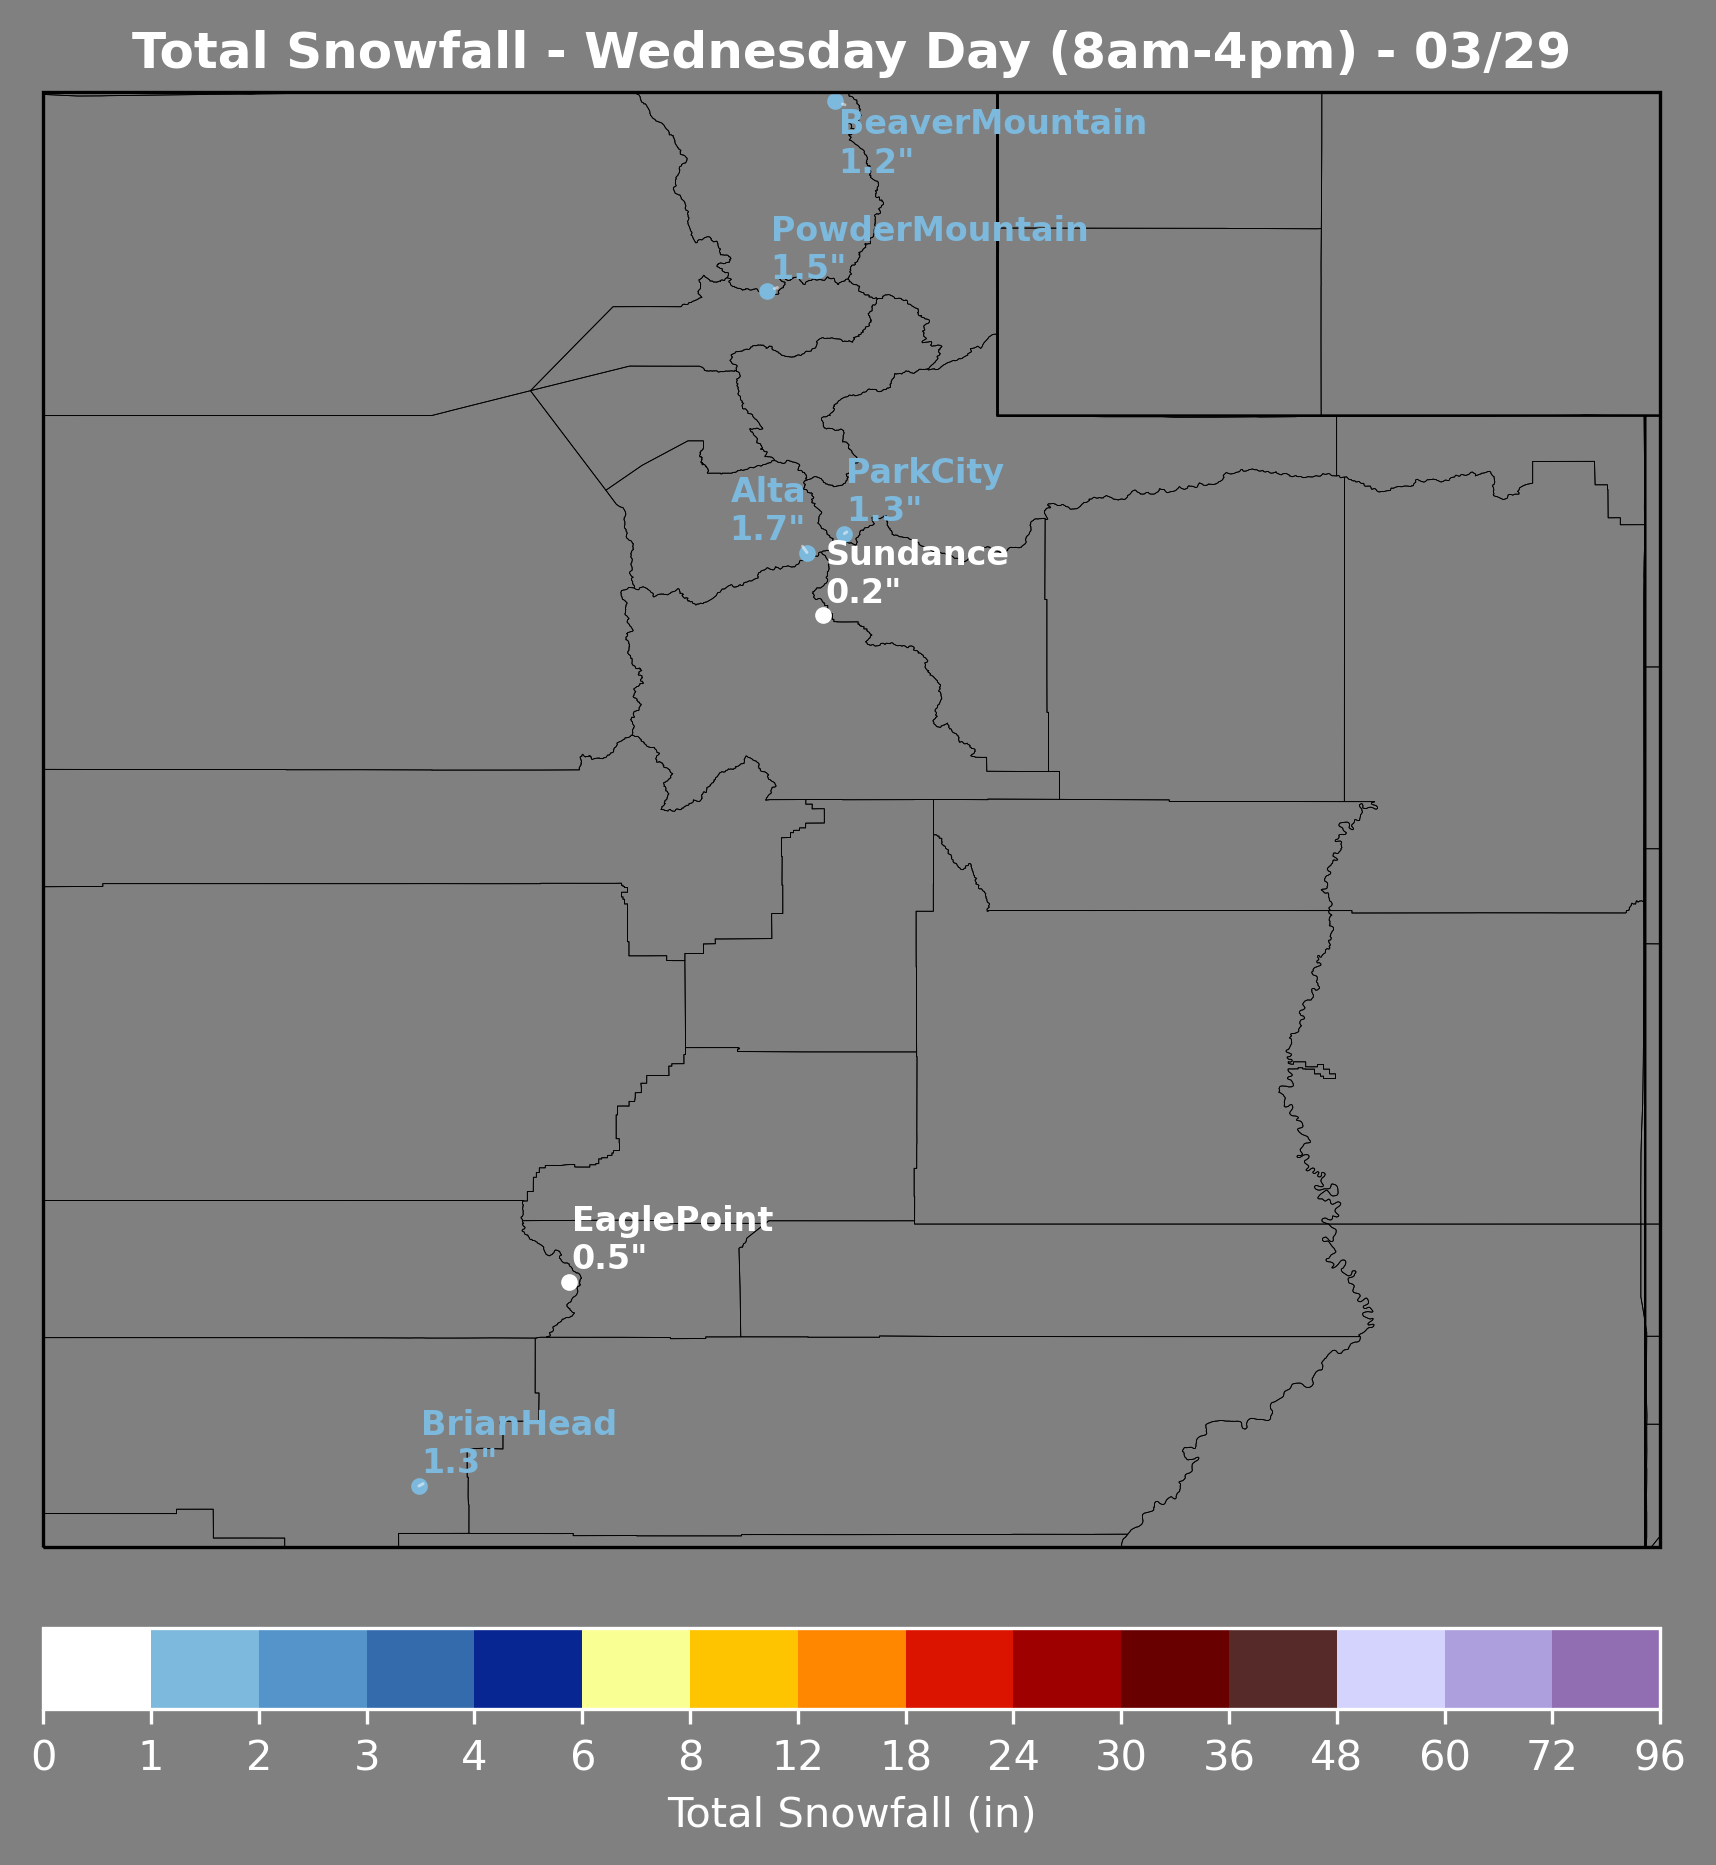 Total Snowfall - Wednesday Day (8am-4pm) - 03/29
BeaverMountain
1.2"
PowderMountain
1.5"
ParkCity
1.3"
Alta
1.7"
Sundance
0.2"
EaglePoint
0.5"
BrianHead
1.3"
0 1 2 3 4 6 8 12 18 24 30 36 48 60 72 96
Total Snowfall (in)